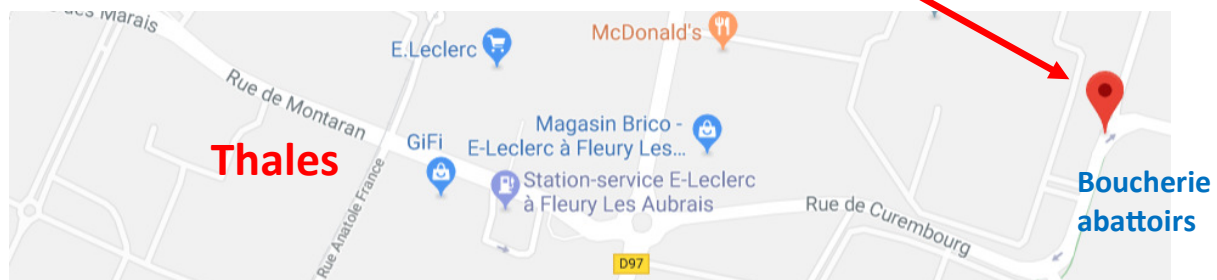 des Marais
McDonald's
E.Leclerc
Rue de Montaran
Magasin Brico -
E-Leclerc à Fleury Les...
GiFi
Thales
Station-service E-Leclerc
à Fleury Les Aubrais
Rue Anatole France
Rue de Curembourg
Boucherie
abattoirs
D97